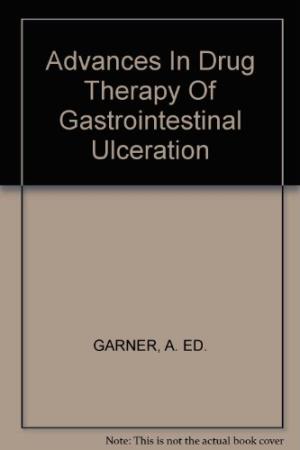 Advances In Drug
Therapy Of
Gastrointestinal
Ulceration
GARNER, A. ED.
Note: This is not the actual book cover